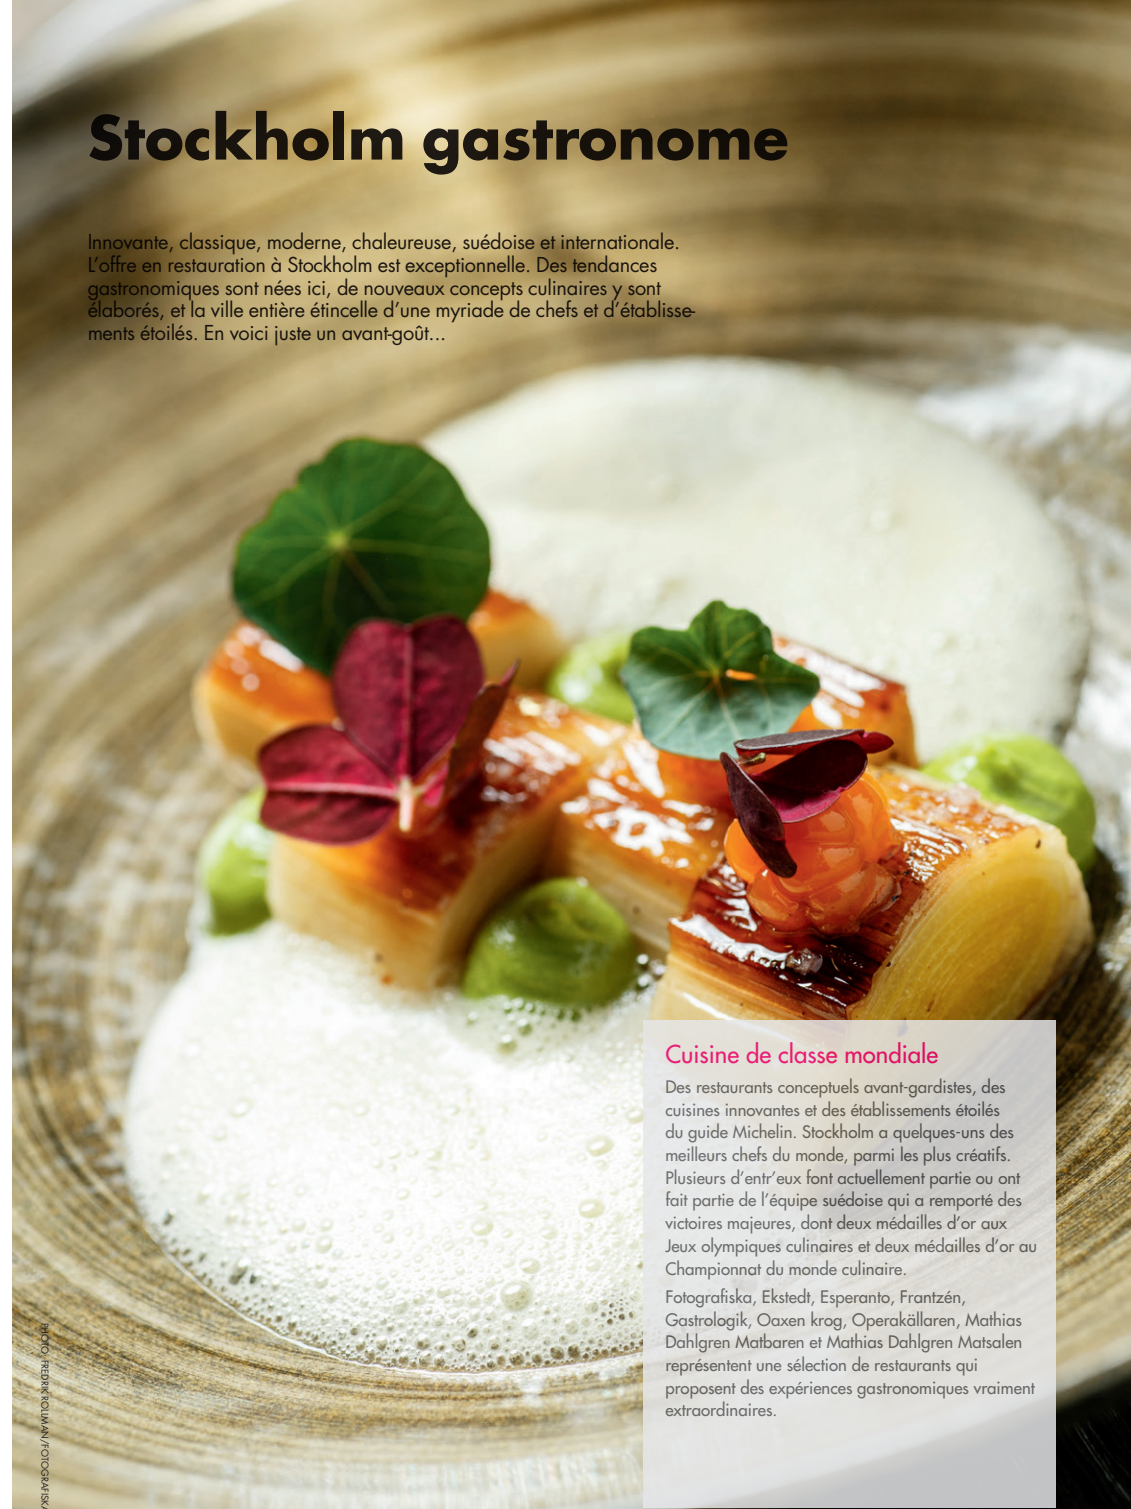 Stockholm gastronome
Innovante, classique, moderne, chaleureuse, suédoise et internationale.
L’offre en restauration à Stockholm est exceptionnelle. Des tendances
gastronomiques sont nées ici, de nouveaux concepts culinaires y sont
élaborés, et la ville entière étincelle d’une myriade de chefs et d’établisse-
ments étoilés. En voici juste un avant-goût...
Cuisine de classe mondiale
Des restaurants conceptuels avant-gardistes, des
cuisines innovantes et des établissements étoilés
du guide Michelin. Stockholm a quelques-uns des
meilleurs chefs du monde, parmi les plus créatifs.
Plusieurs d’entr’eux font actuellement partie ou ont
fait partie de l’équipe suédoise qui a remporté des
victoires majeures, dont deux médailles d’or aux
Jeux olympiques culinaires et deux médailles d’or au
Championnat du monde culinaire.
Fotografiska, Ekstedt, Esperanto, Frantzén,
Gastrologik, Oaxen krog, Operakällaren, Mathias
Dahlgren Matbaren et Mathias Dahlgren Matsalen
représentent une sélection de restaurants qui
proposent des expériences gastronomiques vraiment
extraordinaires.
PHOTO: FREDRIK ROLLMAN/FOTOGRAFISKA